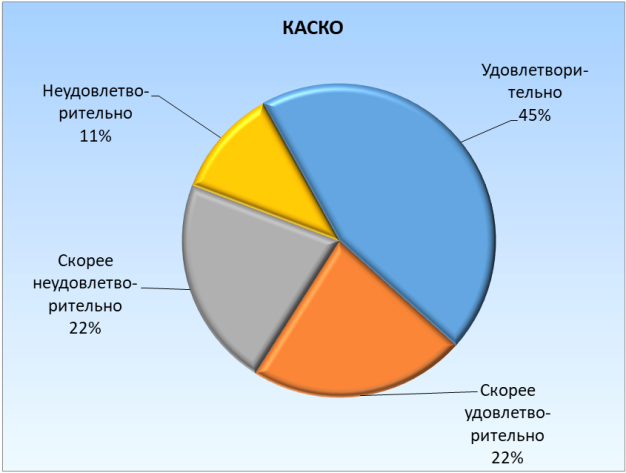 КАСКО
Удовлетвори-
тельно
45%
Скорее
удовлетво-
рительно
22%
Скорее
неудовлетво-
рительно
22%
Неудовлетво-
рительно
11%